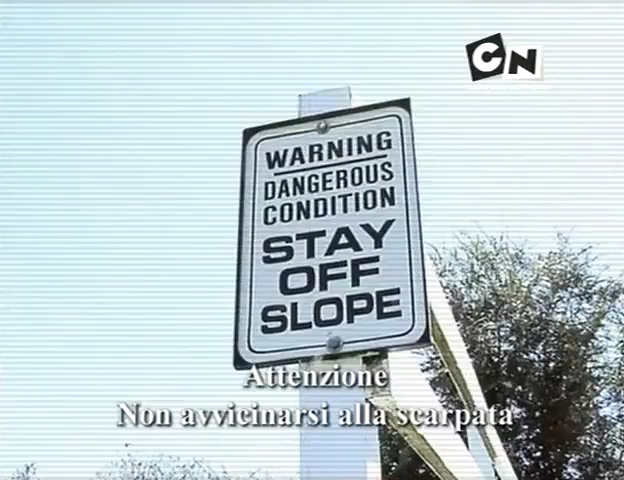 CN
WARNING
DANGEROUS
CONDITION
STAY
OFF
SLOPE
Attenzione
Non avvicinarsi alla scarpata